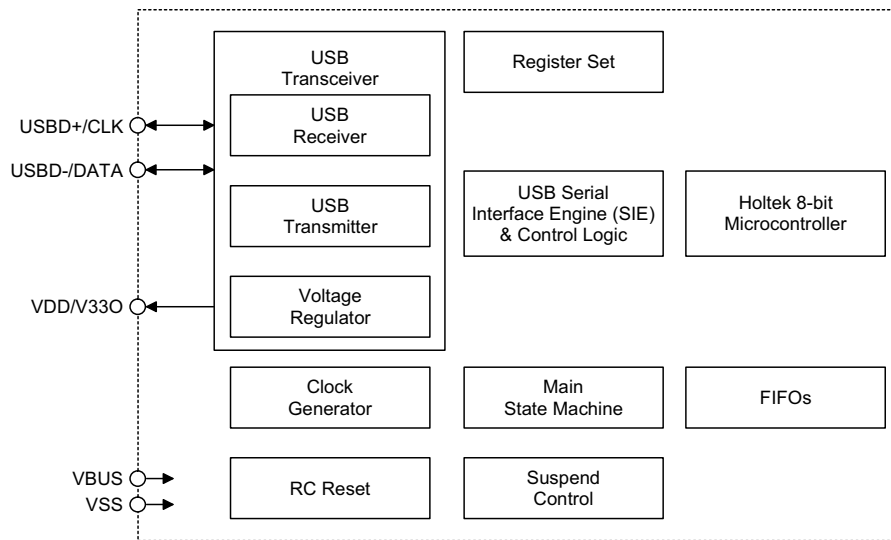 USB
Transceiver
Register Set
USB
Receiver
USBD+/CLK
USBD-/DATA
USB
Transmitter
USB Serial
Interface Engine (SIE)
& Control Logic
Holtek 8-bit
Microcontroller
VDD/V33O
Voltage
Regulator
Clock
Generator
Main
State Machine
FIFOs
VBUS
VSS
RC Reset
Suspend
Control